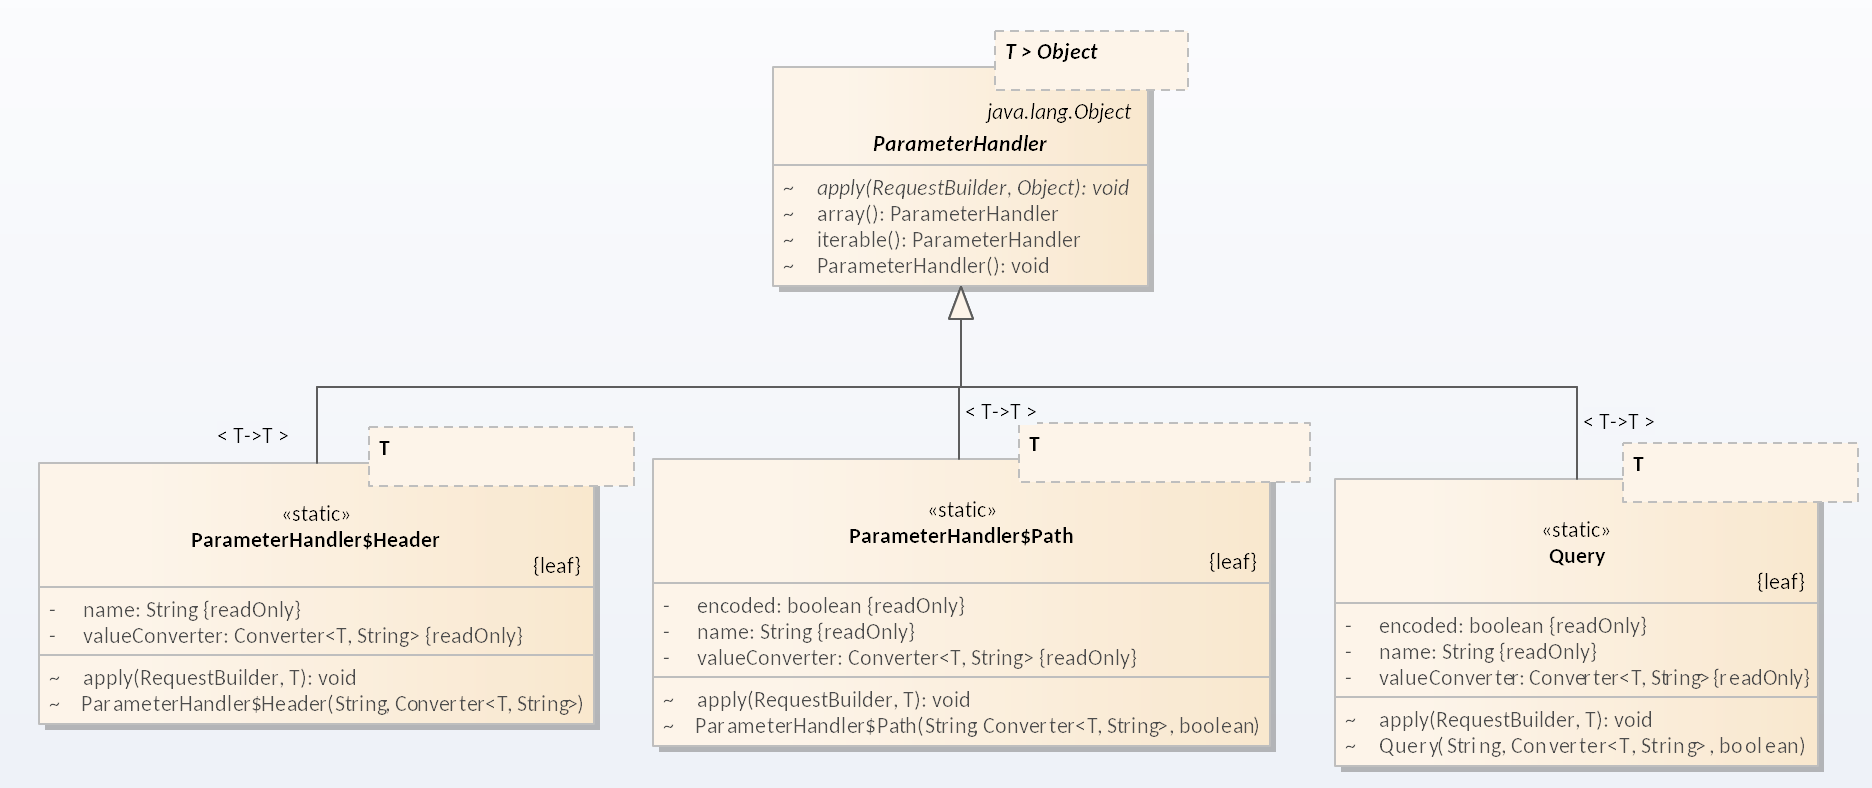 T > Object
java.lang.Object
ParameterHandler
~ apply(RequestBuilder, Object): void
~ array(): ParameterHandler
~ iterable(): ParameterHandler
~ ParameterHandler(): void
< T->T >
< T->T >
< T->T >
T
«static»
ParameterHandler$Header
{leaf}
- name: String {readOnly}
- valueConverter: Converter<T, String> {readOnly}
~ apply(RequestBuilder, T): void
~ ParameterHandler$Header(String, Converter<T, String>)
T
«static»
ParameterHandler$Path
{leaf}
- encoded: boolean {readOnly}
- name: String {readOnly}
- valueConverter: Converter<T, String> {readOnly}
~ apply(RequestBuilder, T): void
~ ParameterHandler$Path(String, Converter<T, String>, boolean)
T
«static»
Query
{leaf}
- encoded: boolean {readOnly}
- name: String {readOnly}
- valueConverter: Converter<T, String> {readOnly}
~ apply(RequestBuilder, T): void
~ Query(String, Converter<T, String>, boolean)